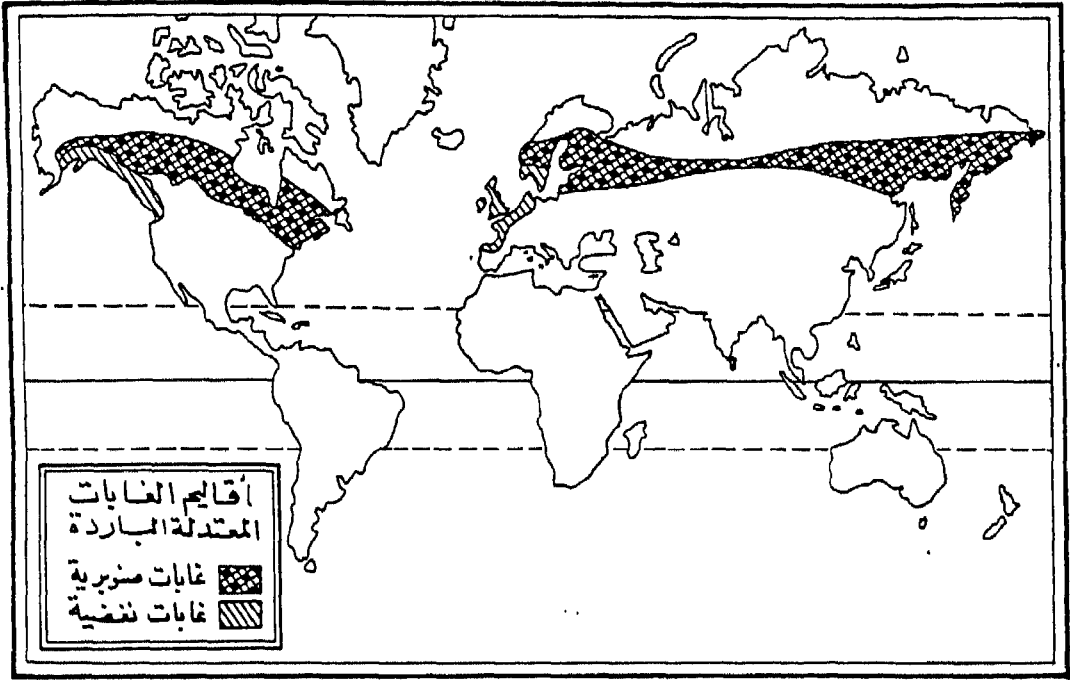 أقاليم الغابات
المعتدلة الباردة
غابات صنوبرية
غابات نفضية